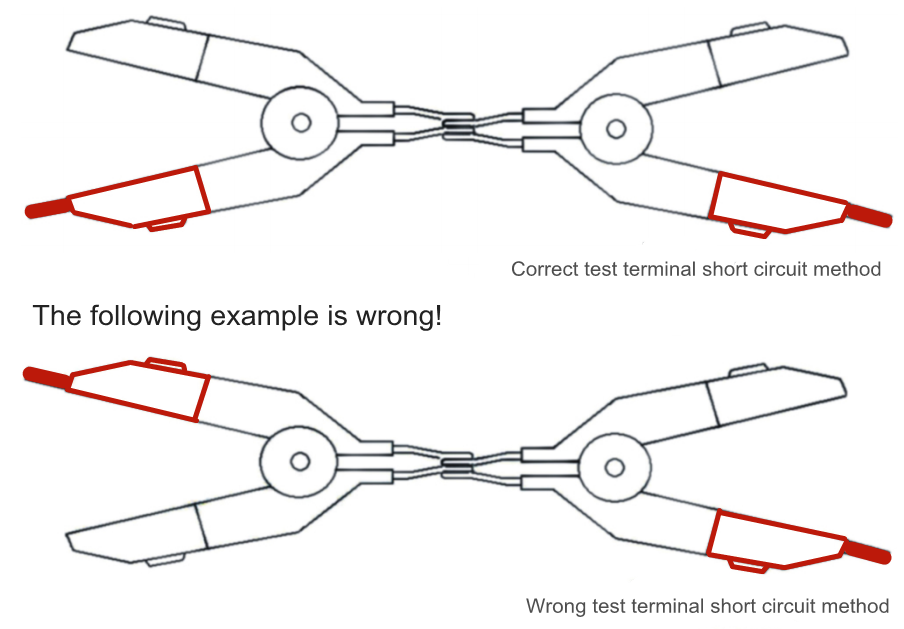 Correct test terminal short circuit method
The following example is wrong!
Wrong test terminal short circuit method